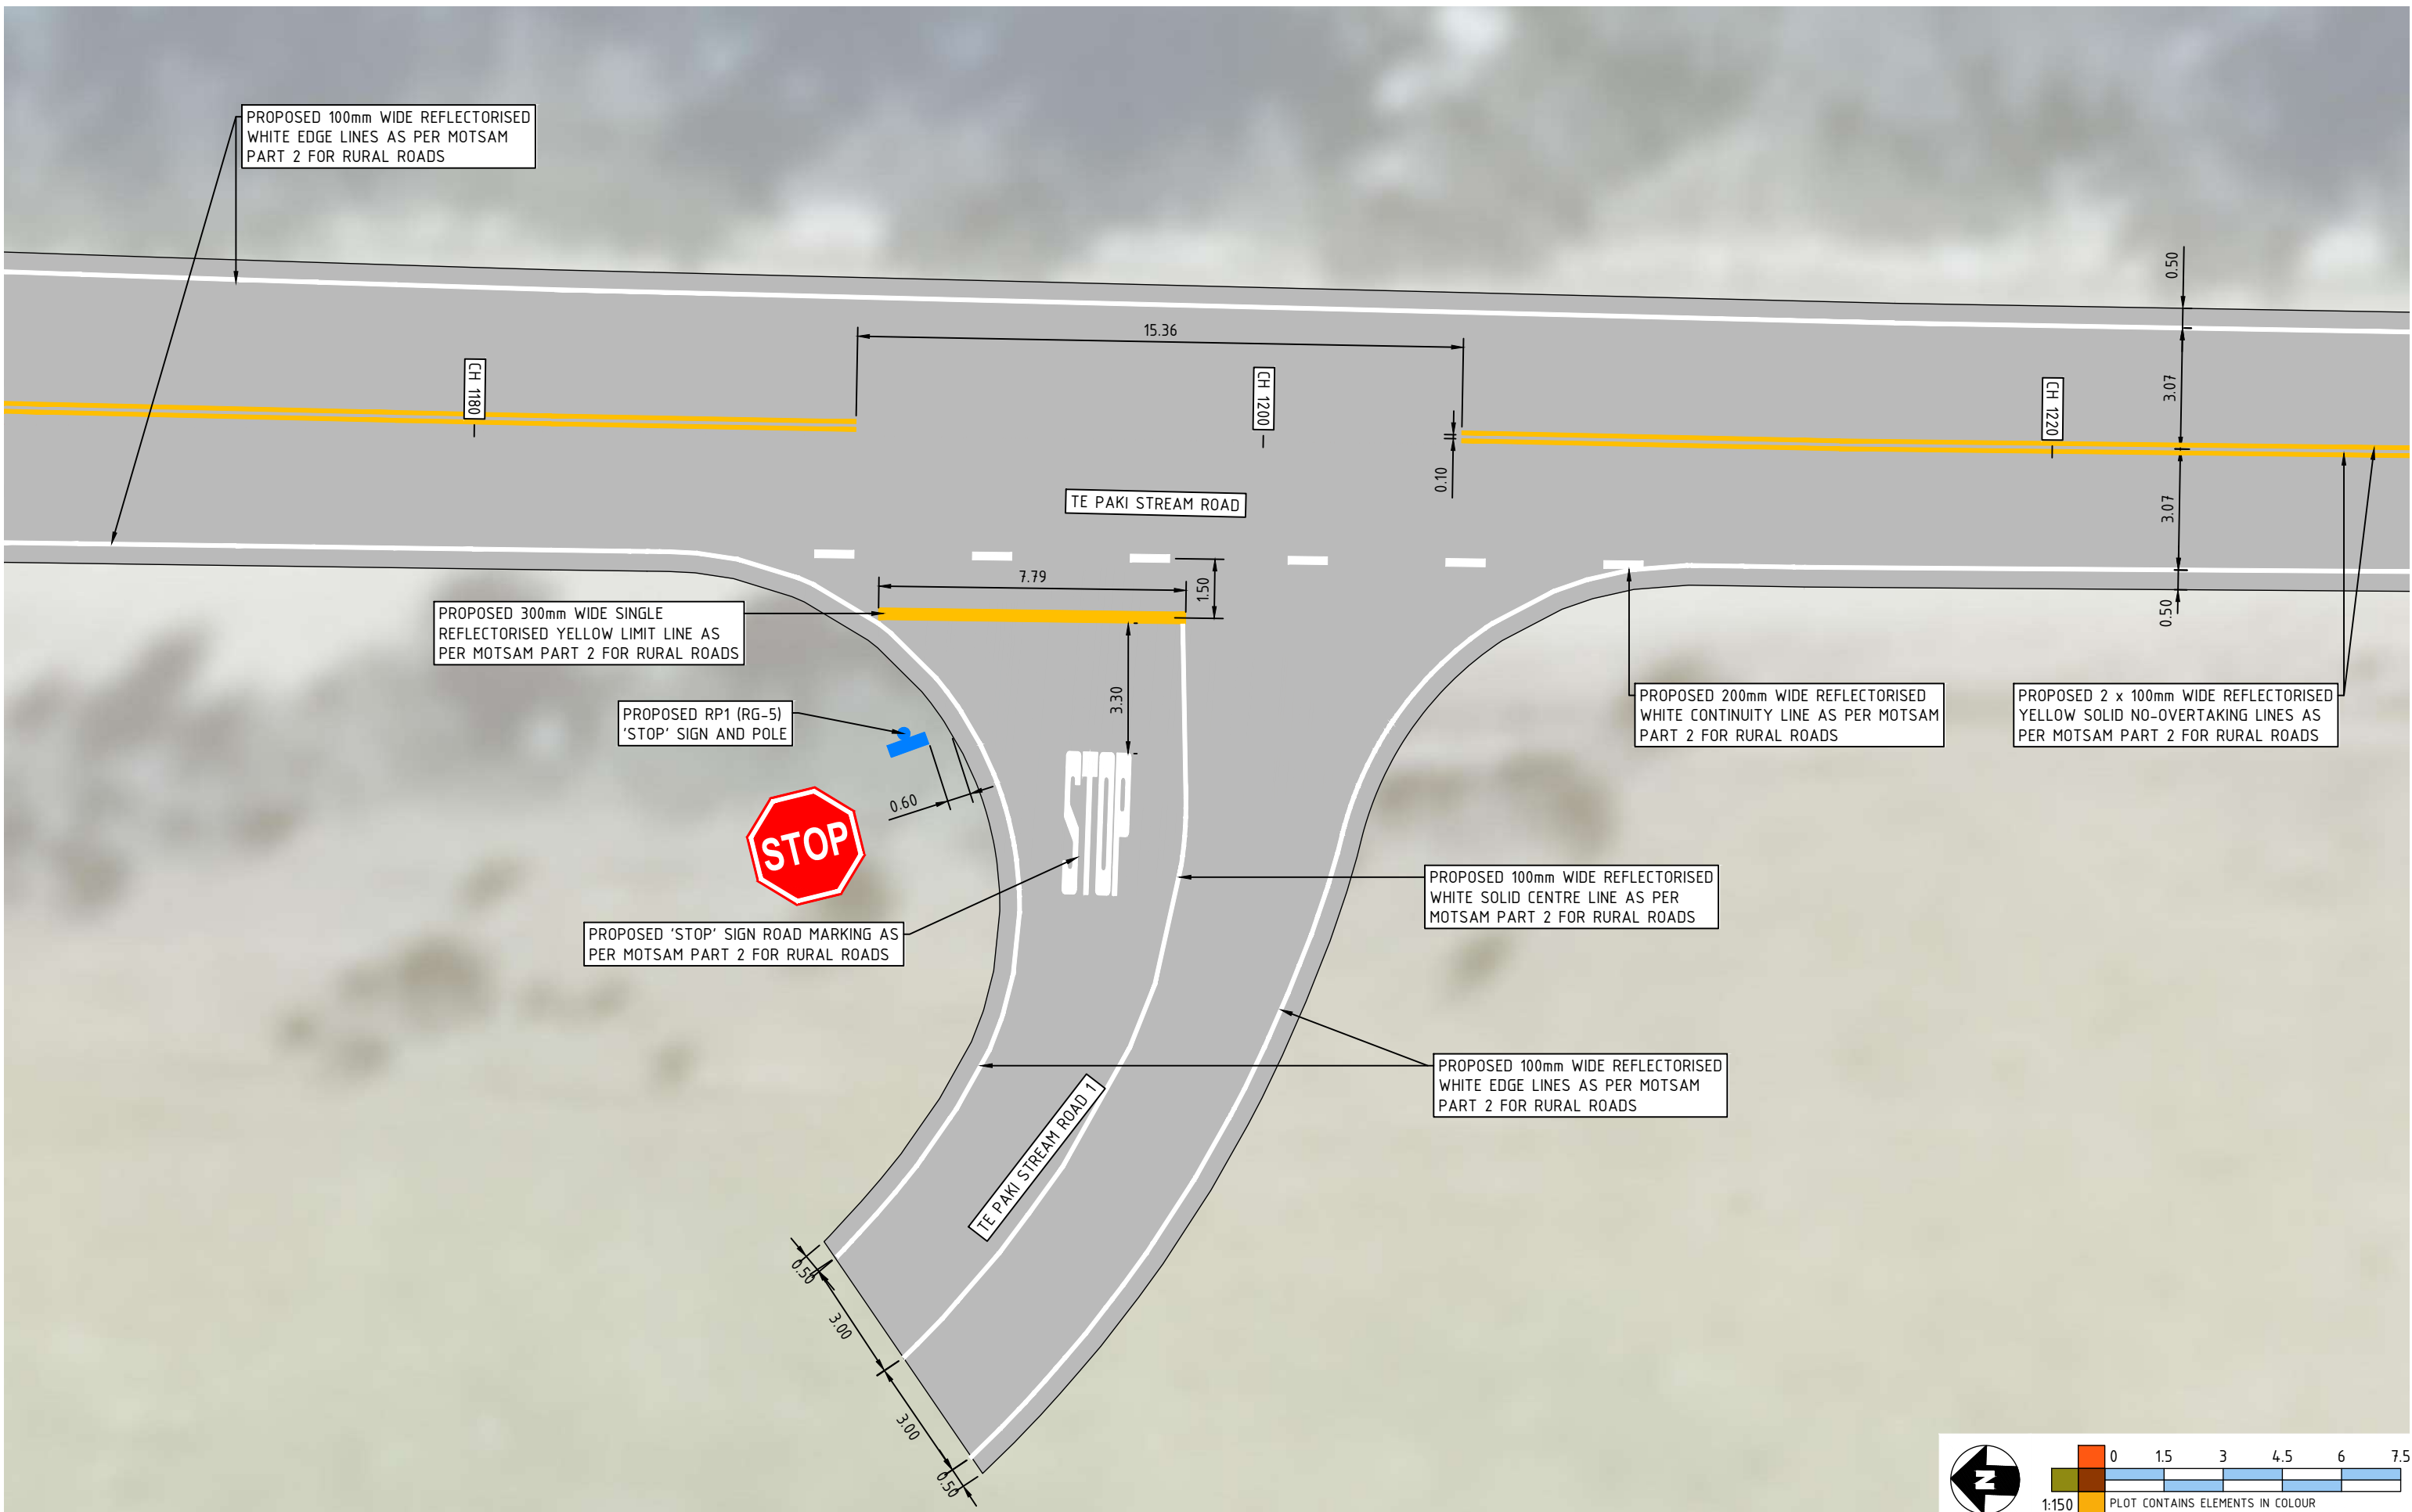 PROPOSED 100mm WIDE REFLECTORISED
WHITE EDGE LINES AS PER MOTSAM
PART 2 FOR RURAL ROADS
0.50
15.36
CH 1180
CH 1200
CH 1220
3.07
0.10
TE PAKI STREAM ROAD
3.07
7.79
1.50
0.50
PROPOSED 300mm WIDE SINGLE
REFLECTORISED YELLOW LIMIT LINE AS
PER MOTSAM PART 2 FOR RURAL ROADS
3.30
PROPOSED RP1 (RG-5)
'STOP' SIGN AND POLE
PROPOSED 200mm WIDE REFLECTORISED
WHITE CONTINUITY LINE AS PER MOTSAM
PART 2 FOR RURAL ROADS
PROPOSED 2 x 100mm WIDE REFLECTORISED
YELLOW SOLID NO-OVERTAKING LINES AS
PER MOTSAM PART 2 FOR RURAL ROADS
0.60
STOP
STOP
PROPOSED 100mm WIDE REFLECTORISED
WHITE SOLID CENTRE LINE AS PER
MOTSAM PART 2 FOR RURAL ROADS
PROPOSED 'STOP' SIGN ROAD MARKING AS
PER MOTSAM PART 2 FOR RURAL ROADS
PROPOSED 100mm WIDE REFLECTORISED
WHITE EDGE LINES AS PER MOTSAM
PART 2 FOR RURAL ROADS
TE PAKI STREAM ROAD 1
0.50
3.00
3.00
0.50
N
0 1.5 3 4.5 6 7.5
1:150 PLOT CONTAINS ELEMENTS IN COLOUR